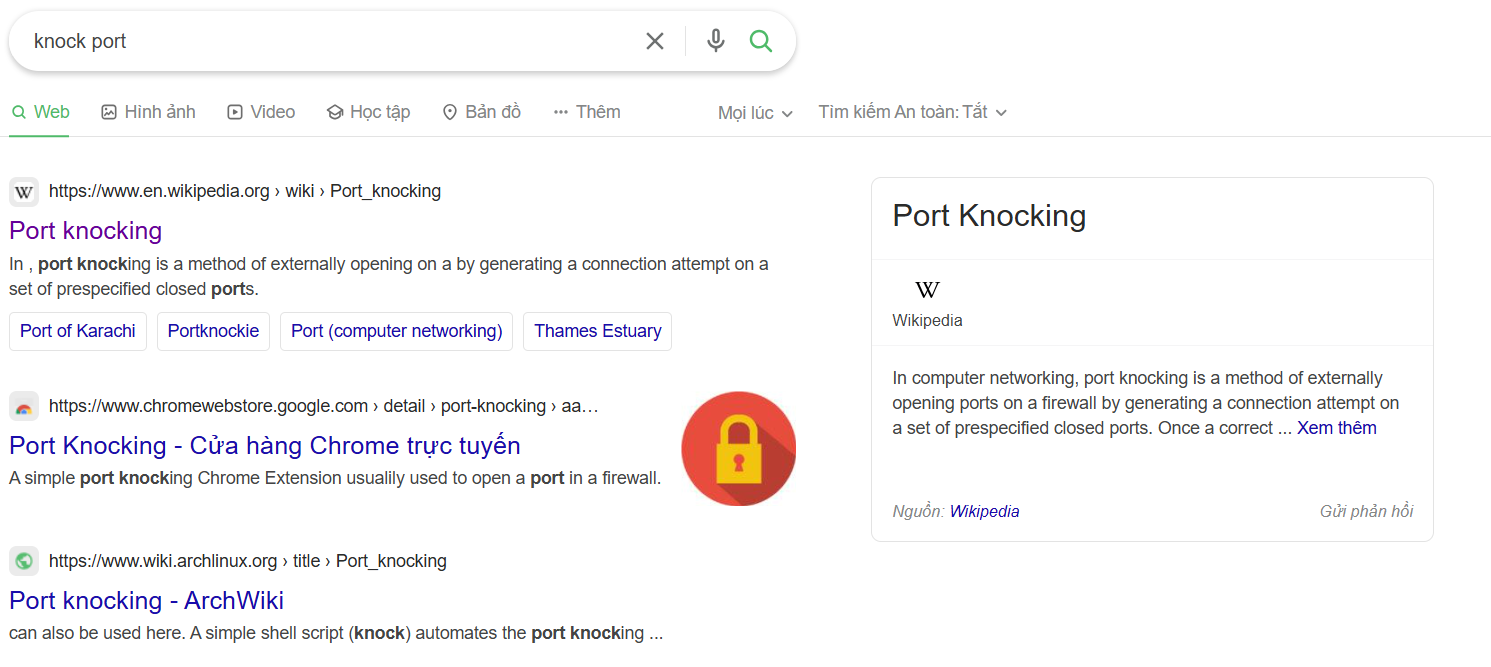 knock port
Web Hình ảnh Video Học tập Bản đồ ··· Thêm Mọi lúc Tìm kiếm An toàn: Tắt
W https://www.en.wikipedia.org › wiki › Port_knocking
Port knocking
In , port knocking is a method of externally opening on a by generating a connection attempt on a
set of prespecified closed ports.
Port of Karachi Portknockie Port (computer networking) Thames Estuary
https://www.chromewebstore.google.com › detail › port-knocking › aa…
Port Knocking - Cửa hàng Chrome trực tuyến
A simple port knocking Chrome Extension usualily used to open a port in a firewall.
https://www.wiki.archlinux.org › title › Port_knocking
Port knocking - ArchWiki
can also be used here. A simple shell script (knock) automates the port knocking ...
Port Knocking
W
Wikipedia
In computer networking, port knocking is a method of externally
opening ports on a firewall by generating a connection attempt on
a set of prespecified closed ports. Once a correct ... Xem thêm
Nguồn: Wikipedia Gửi phản hồi